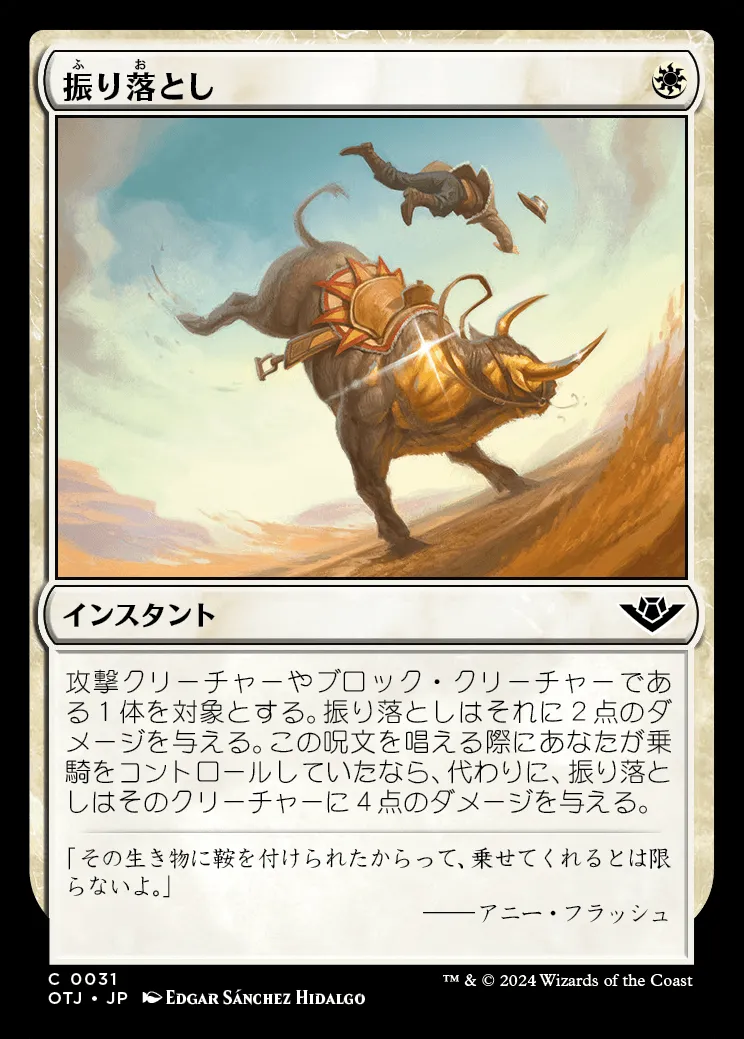 振り落とし
インスタント
攻撃クリーチャーやブロック・クリーチャーであ
る1体を対象とする。振り落としはそれに2点のダ
メージを与える。この呪文を唱える際にあなたが乗
騎をコントロールしていたなら、代わりに、振り落と
しはそのクリーチャーに4点のダメージを与える。
「その生き物に鞍を付けられたからって、乗せてくれるとは限
らないよ。」
――アニー・フラッシュ
C 0031
OTJ • JP EDGAR SÁNCHEZ HIDALGO
™ & © 2024 Wizards of the Coast